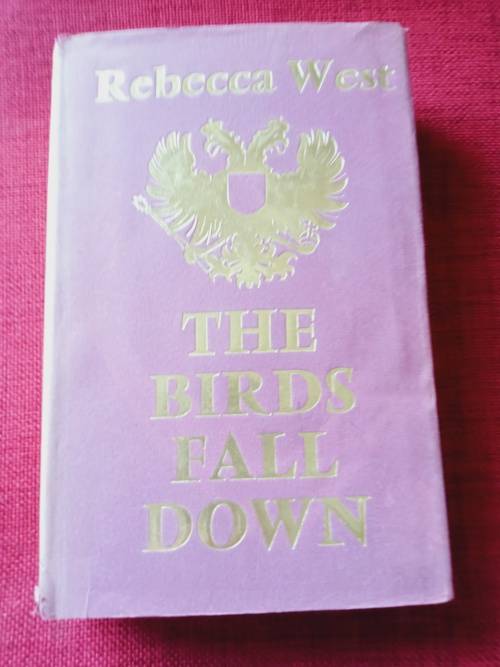 Rebecca West
THE
BIRDS
FALL
DOWN